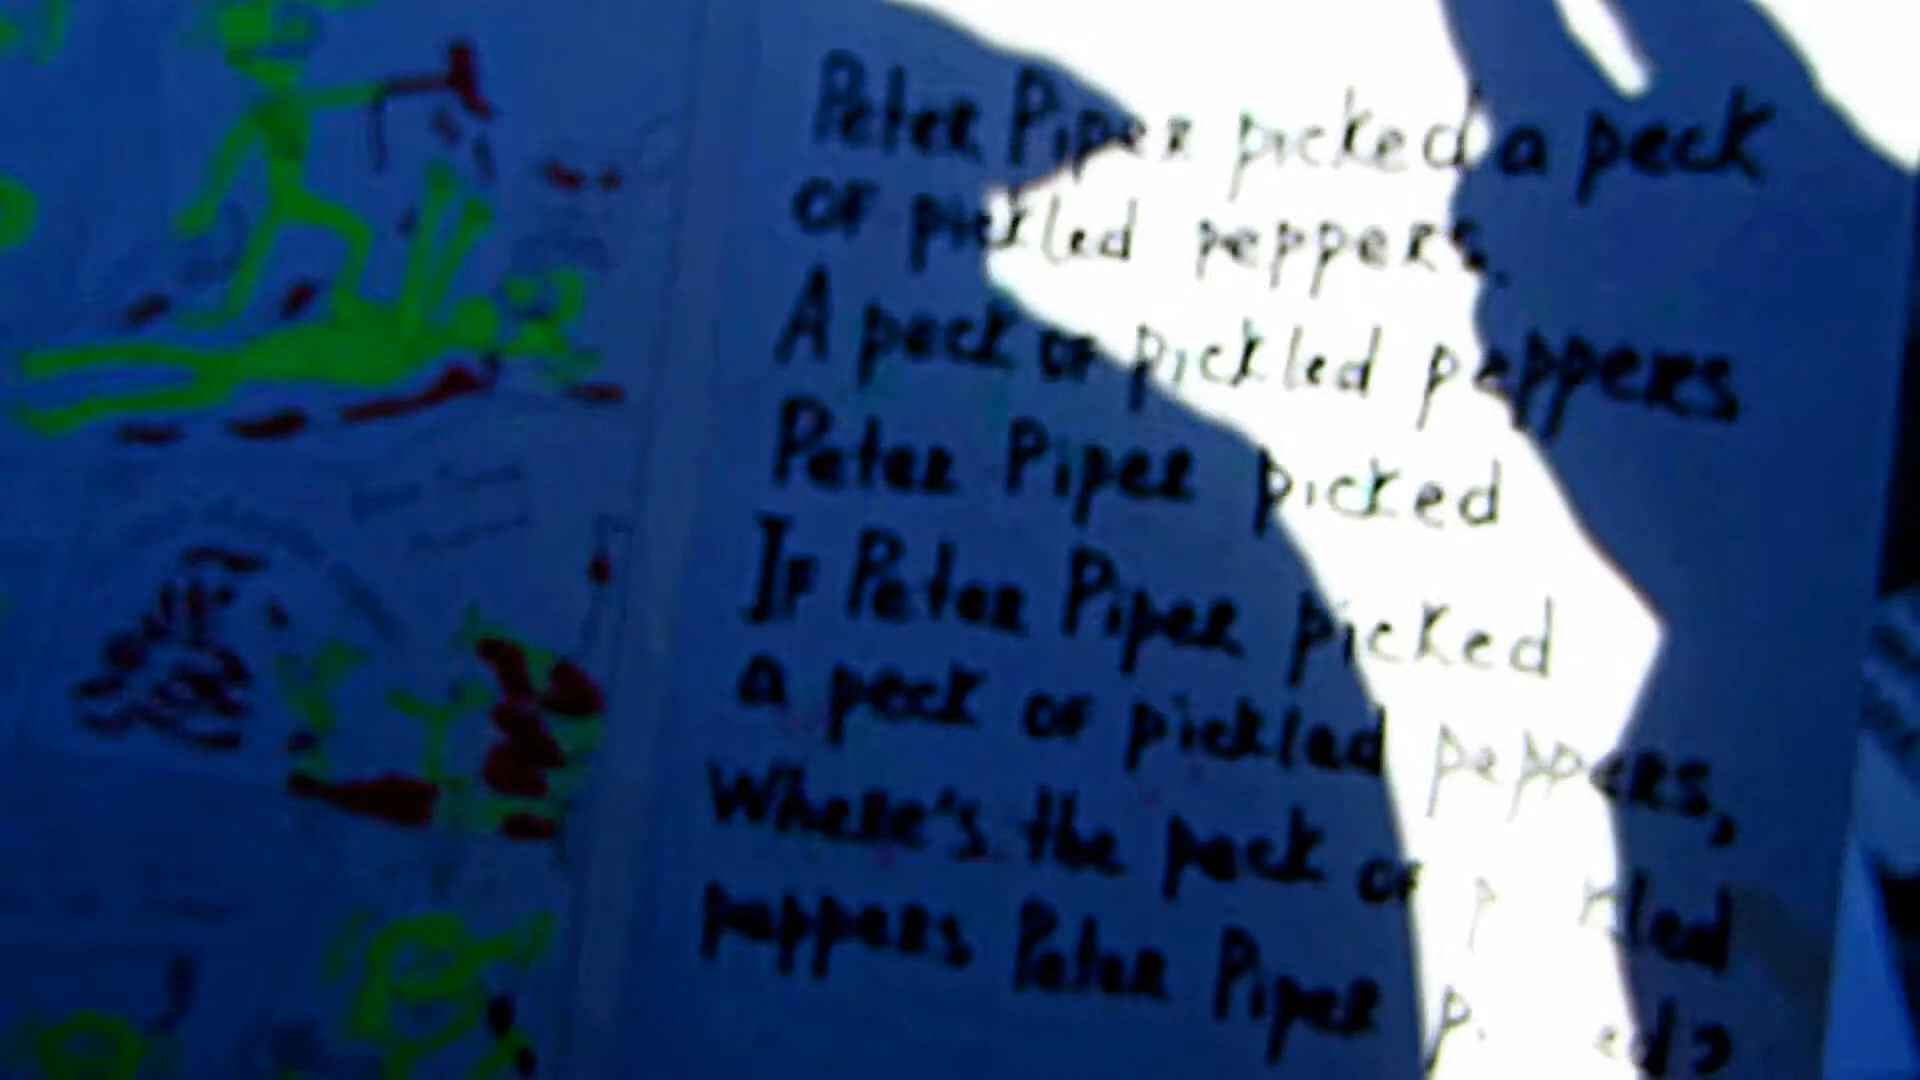 Peter Piper picked a peck
of pickled peppers.
A peck of pickled peppers
Peter Piper picked
If Peter Piper picked
a peck of pickled peppers,
Where's the peck of
peppers Peter Piper